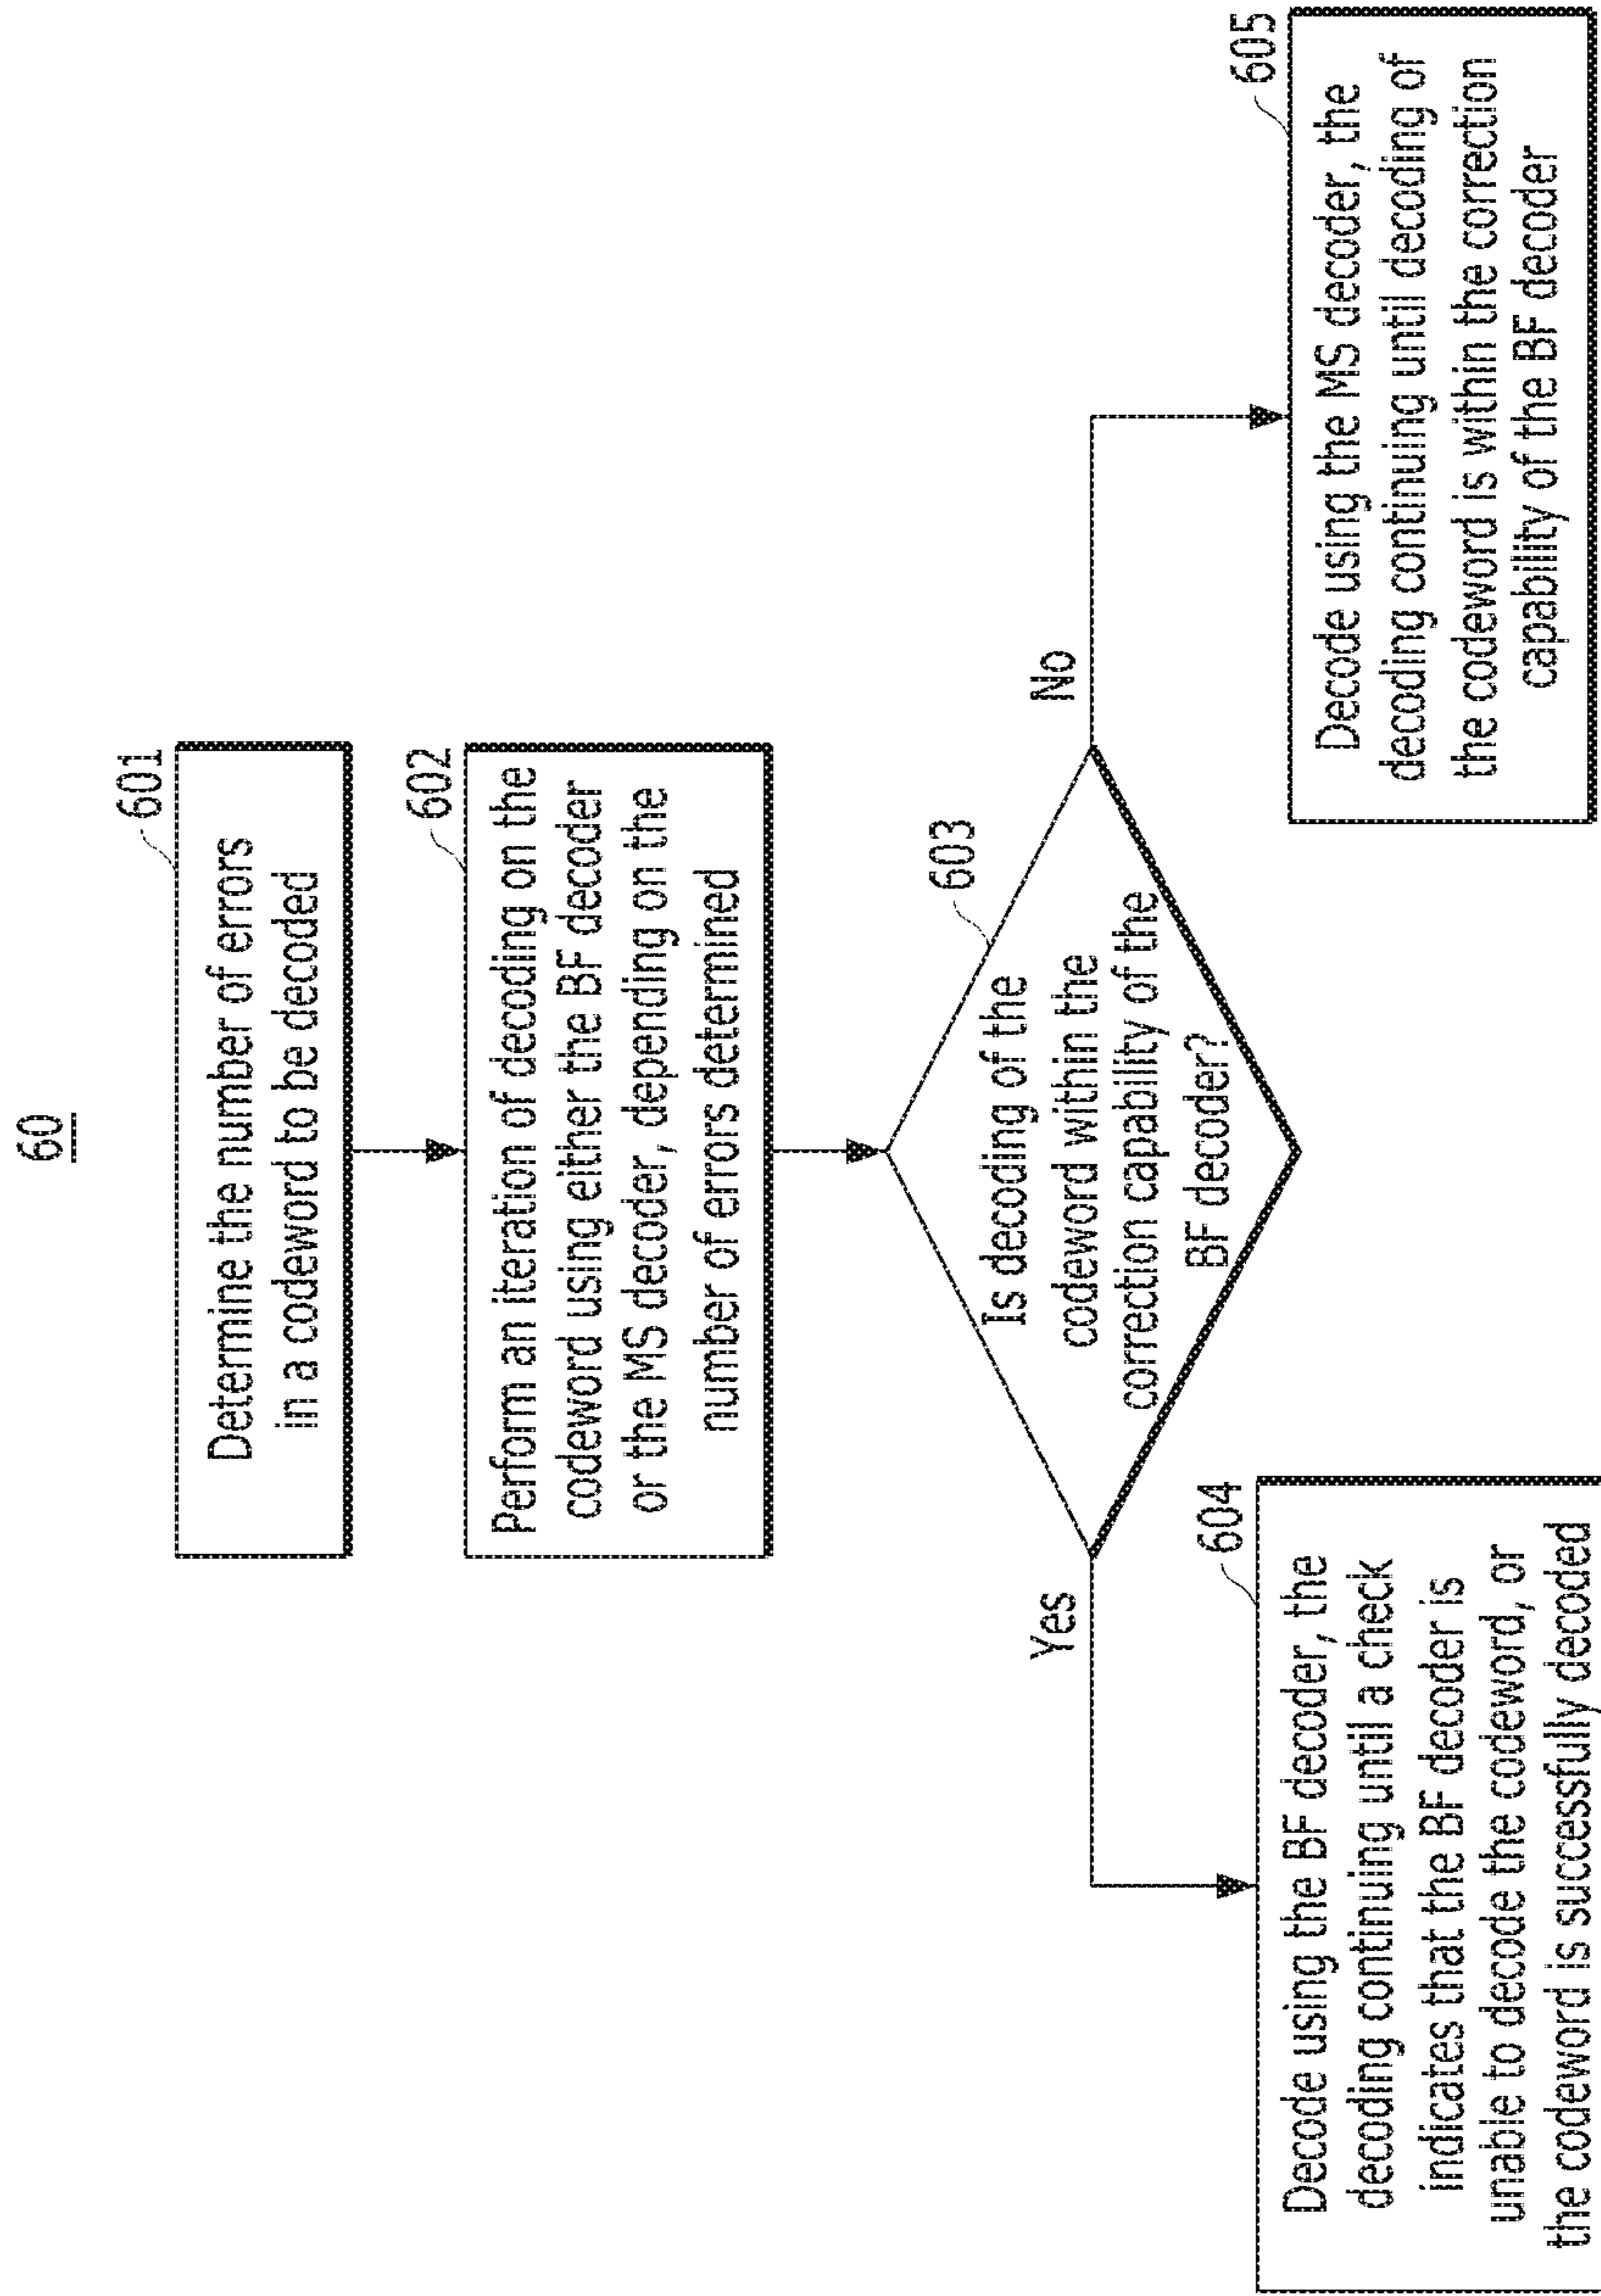 60
601
Determine the number of errors
in a codeword to be decoded
602
Perform an iteration of decoding on the
codeword using either the BF decoder
or the MS decoder, depending on the
number of errors determined
603
Is decoding of the
codeword within the
correction capability of the
BF decoder?
Yes
No
604
Decode using the BF decoder, the
decoding continuing until a check
indicates that the BF decoder is
unable to decode the codeword, or
the codeword is successfully decoded
605
Decode using the MS decoder, the
decoding continuing until decoding of
the codeword is within the correction
capability of the BF decoder